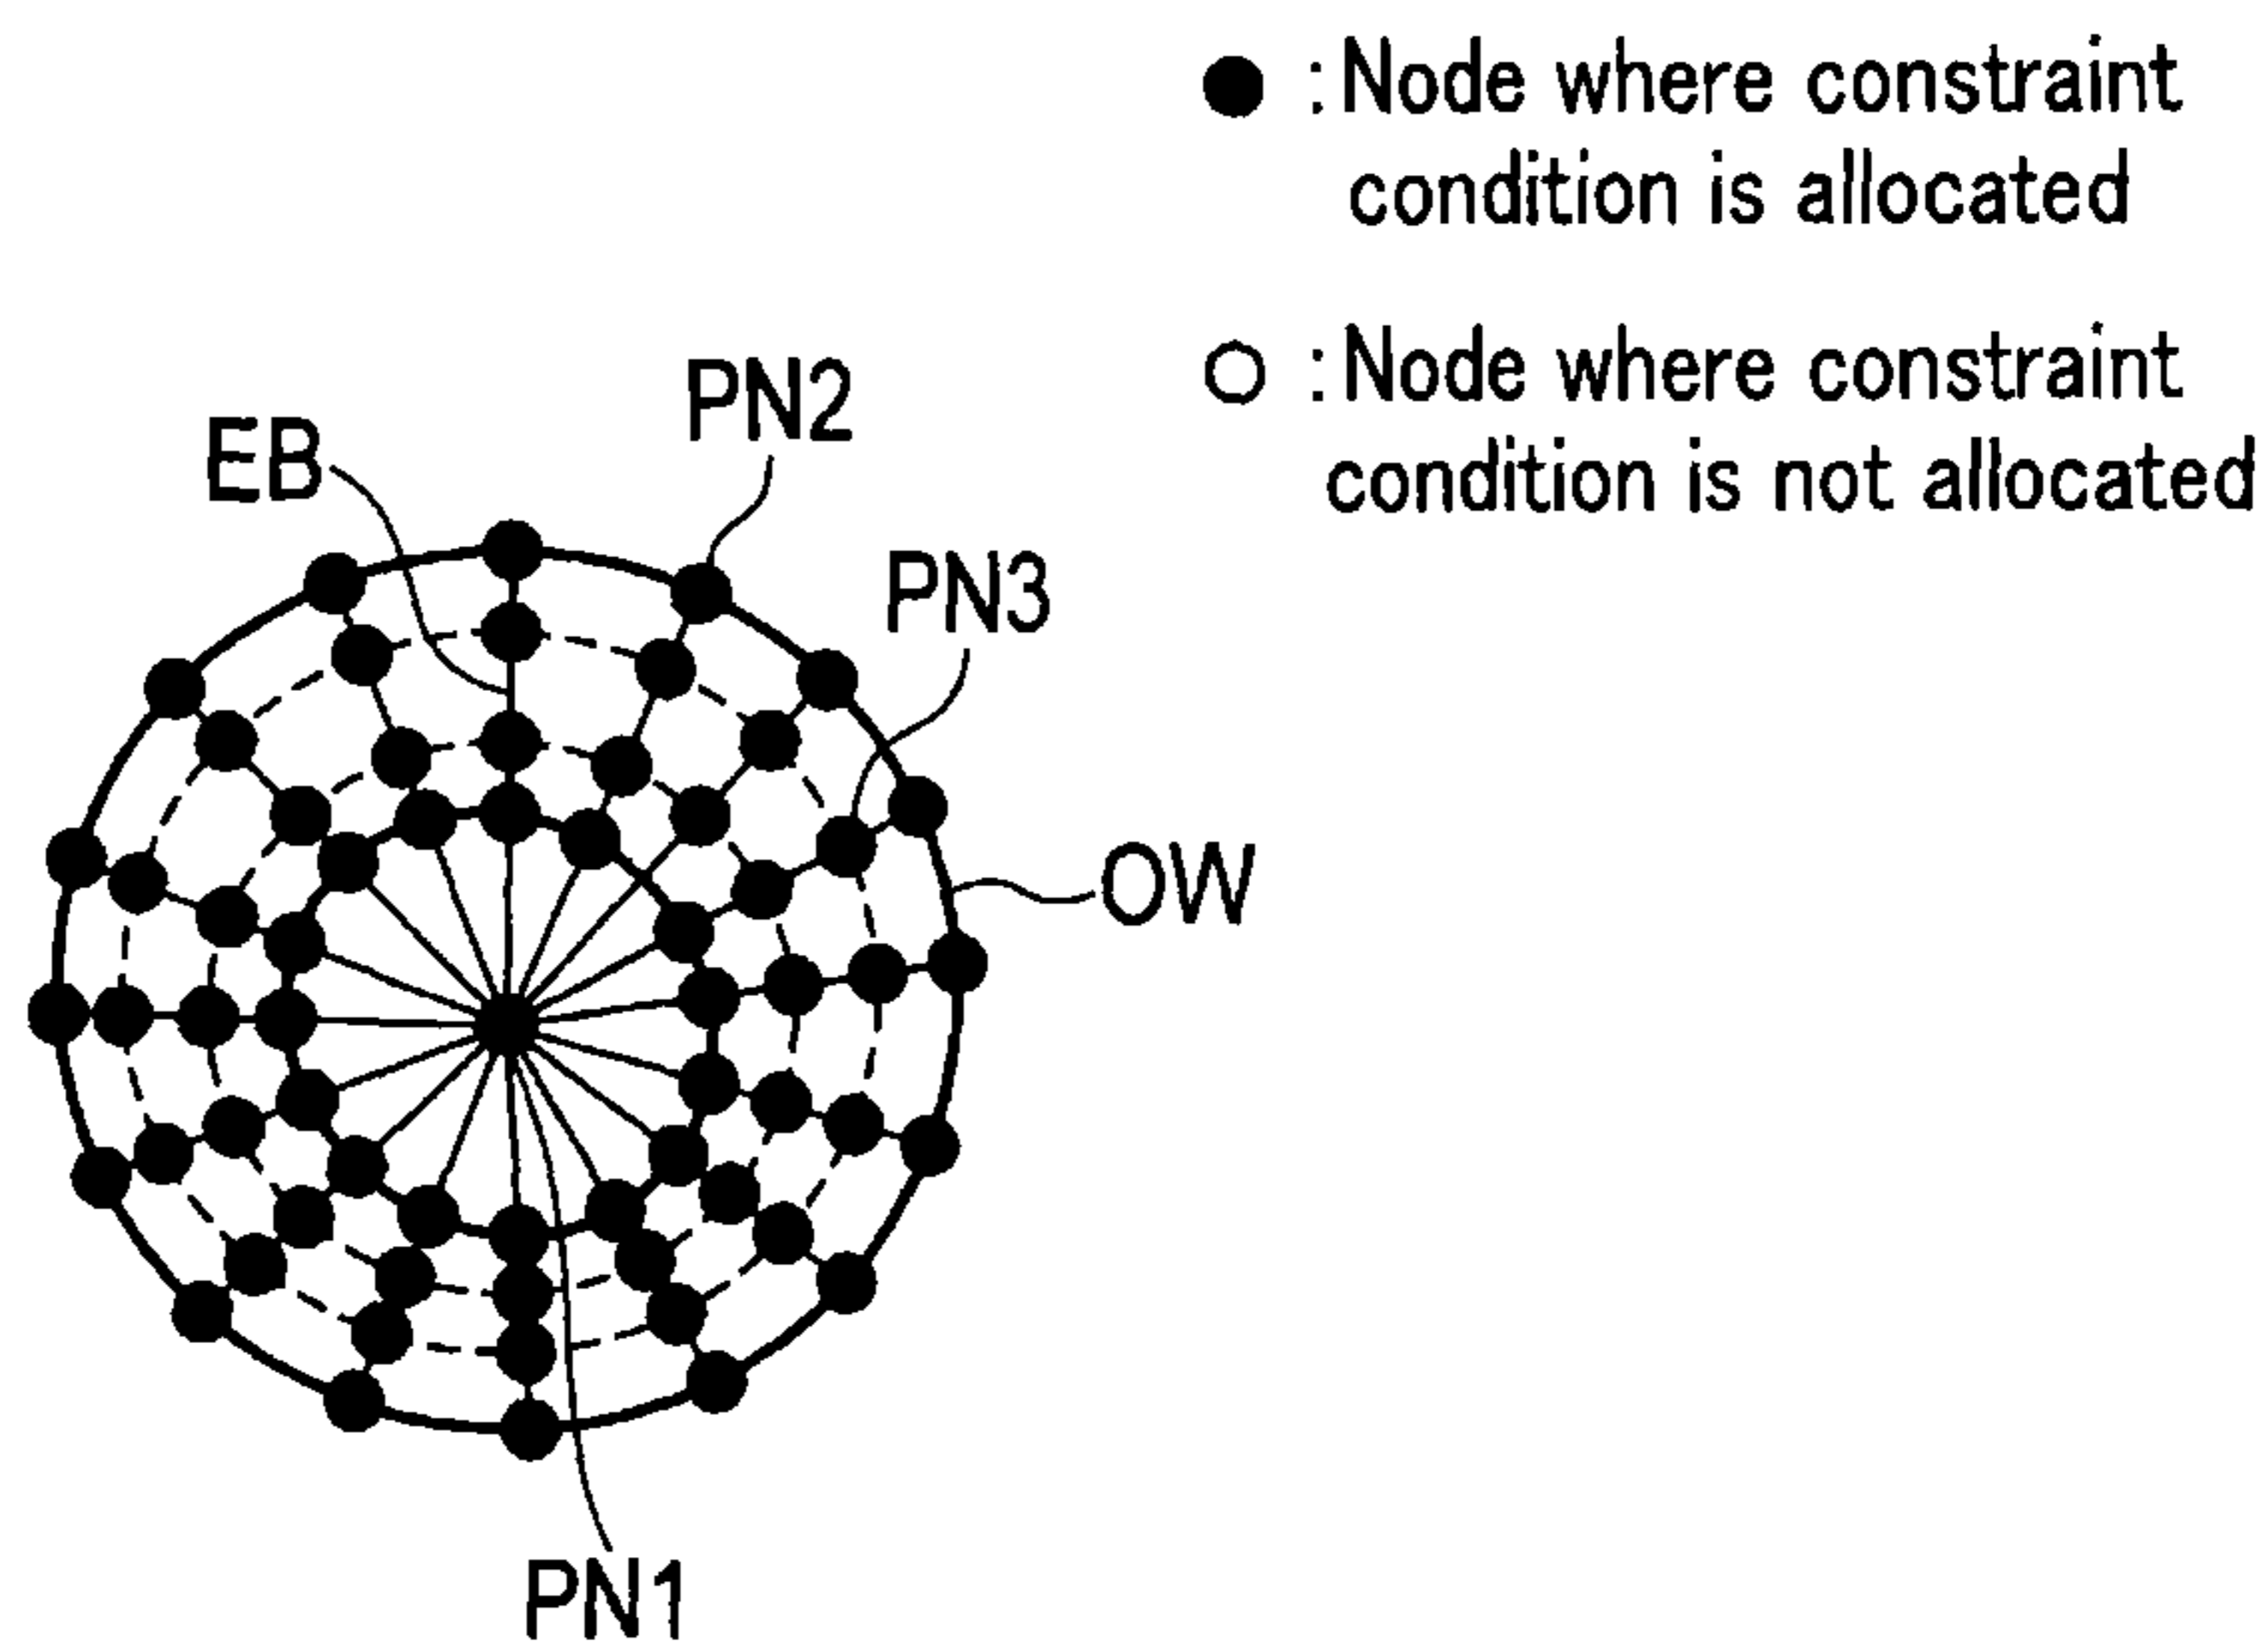 :Node where constraint
condition is allocated
:Node where constraint
condition is not allocated
PN2
EB
PN3
OW
PN1